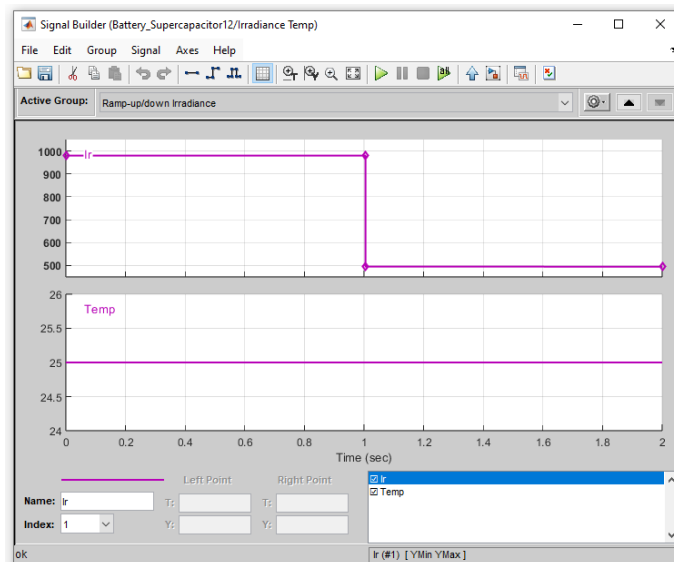 Signal Builder (Battery_Supercapacitor12/Irradiance Temp)
File Edit Group Signal Axes Help
Active Group: Ramp-up/down Irradiance
1000
900
800
700
600
500
Ir
26
25.5
25
24.5
24
Temp
0 0.2 0.4 0.6 0.8 1 1.2 1.4 1.6 1.8 2
Time (sec)
Left Point Right Point
Name: Ir T: T:
Index: 1 Y: Y:
Ir
Temp
ok Ir (#1) [ YMin YMax ]